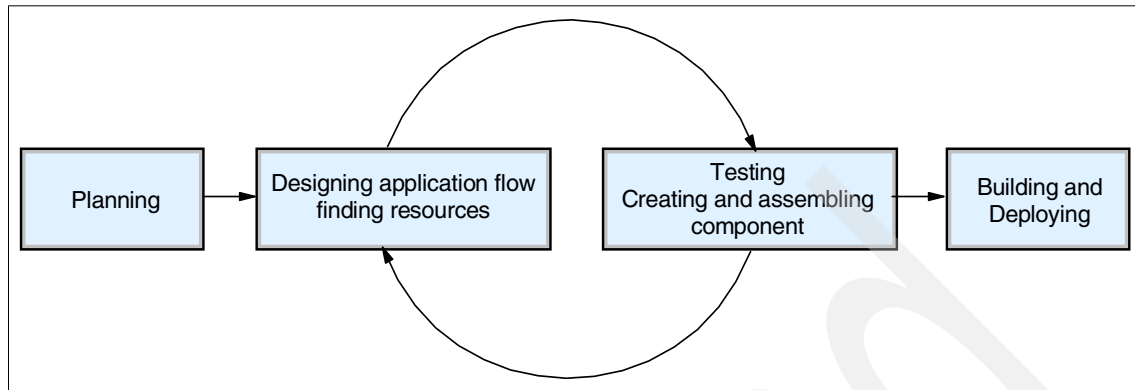 Planning
Designing application flow
finding resources
Testing
Creating and assembling
component
Building and
Deploying